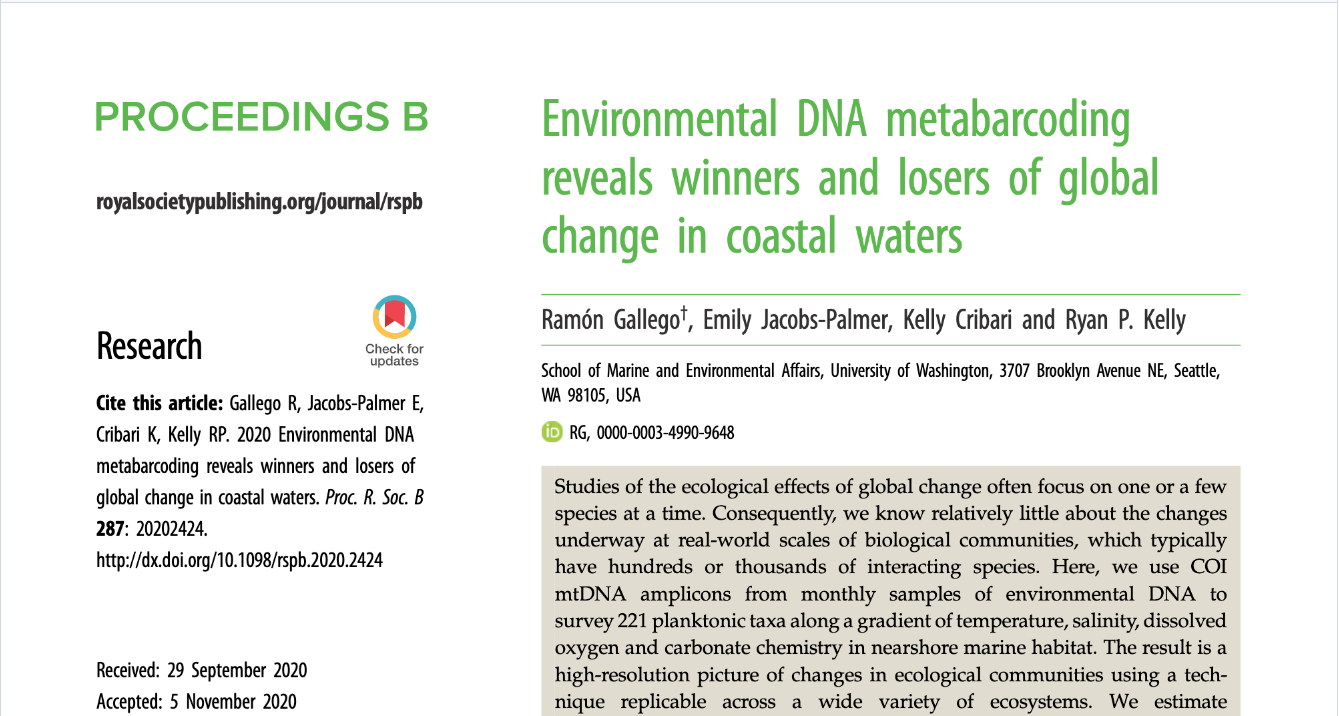 PROCEEDINGS B
royalsocietypublishing.org/journal/rspb
Research
Check for
updates
Cite this article: Gallego R, Jacobs-Palmer E,
Cribari K, Kelly RP. 2020 Environmental DNA
metabarcoding reveals winners and losers of
global change in coastal waters. Proc. R. Soc. B
287: 20202424.
http://dx.doi.org/10.1098/rspb.2020.2424
Received: 29 September 2020
Accepted: 5 November 2020
Environmental DNA metabarcoding
reveals winners and losers of global
change in coastal waters
Ramón Gallego†, Emily Jacobs-Palmer, Kelly Cribari and Ryan P. Kelly
School of Marine and Environmental Affairs, University of Washington, 3707 Brooklyn Avenue NE, Seattle,
WA 98105, USA
iD RG, 0000-0003-4990-9648
Studies of the ecological effects of global change often focus on one or a few
species at a time. Consequently, we know relatively little about the changes
underway at real-world scales of biological communities, which typically
have hundreds or thousands of interacting species. Here, we use COI
mtDNA amplicons from monthly samples of environmental DNA to
survey 221 planktonic taxa along a gradient of temperature, salinity, dissolved
oxygen and carbonate chemistry in nearshore marine habitat. The result is a
high-resolution picture of changes in ecological communities using a tech-
nique replicable across a wide variety of ecosystems. We estimate